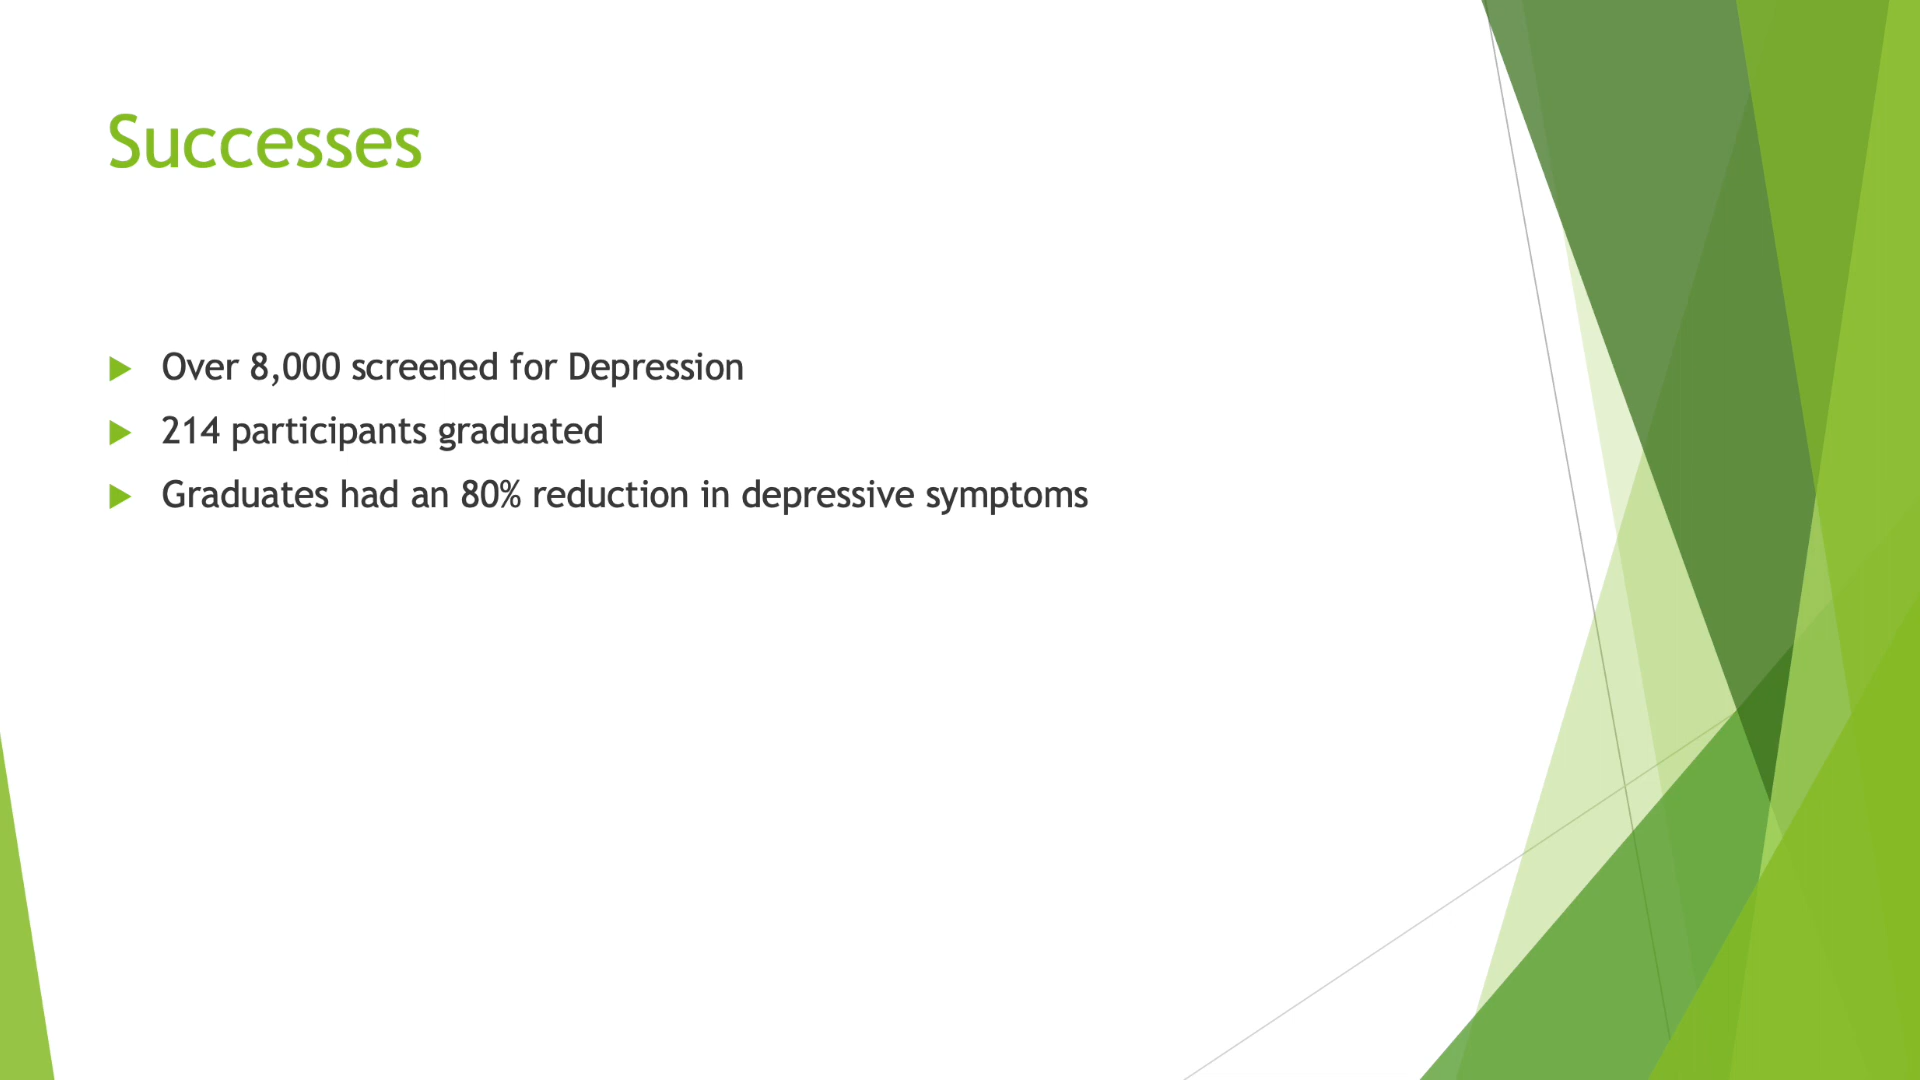 Successes
Over 8,000 screened for Depression
214 participants graduated
Graduates had an 80% reduction in depressive symptoms